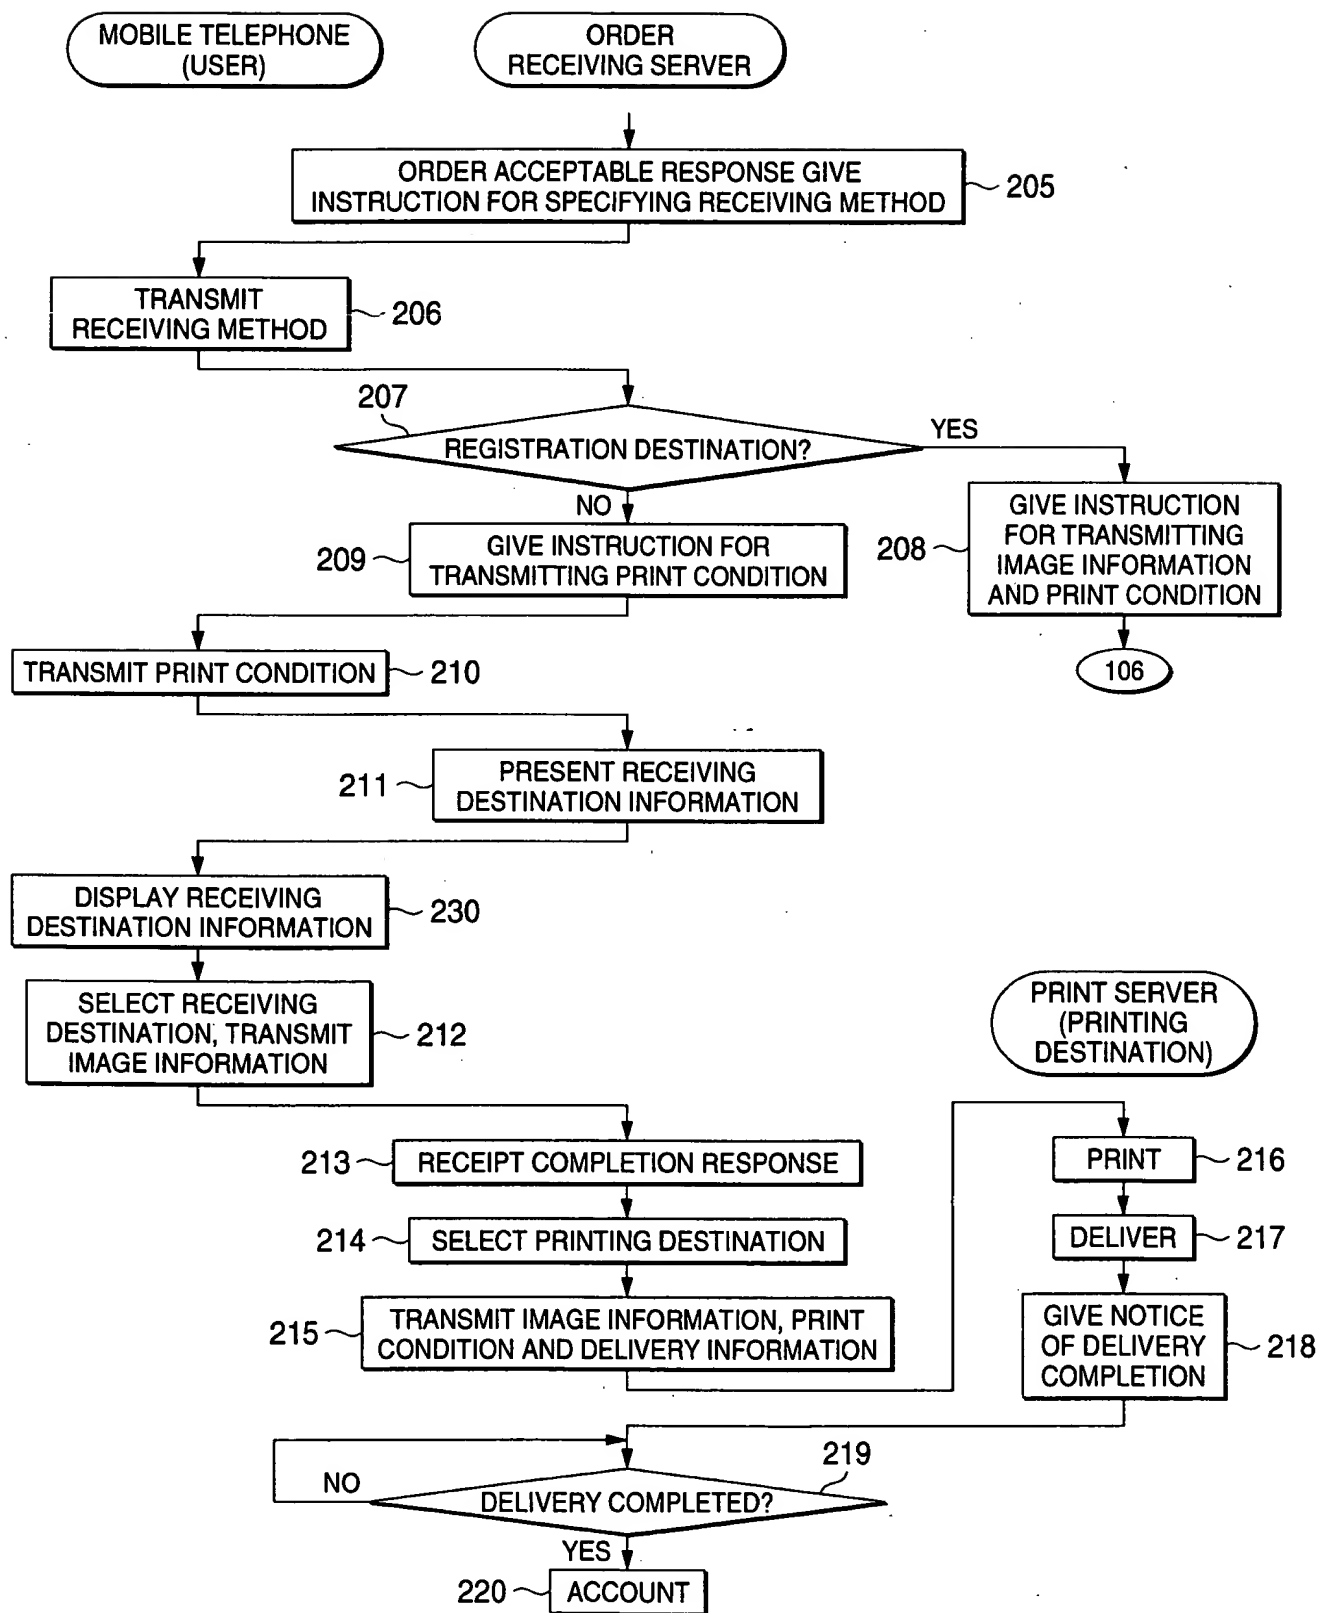 MOBILE TELEPHONE
(USER)
ORDER
RECEIVING SERVER
ORDER ACCEPTABLE RESPONSE GIVE
INSTRUCTION FOR SPECIFYING RECEIVING METHOD
205
TRANSMIT
RECEIVING METHOD
206
207
REGISTRATION DESTINATION?
YES
NO
GIVE INSTRUCTION
FOR TRANSMITTING
IMAGE INFORMATION
AND PRINT CONDITION
208
209
GIVE INSTRUCTION FOR
TRANSMITTING PRINT CONDITION
106
TRANSMIT PRINT CONDITION
210
211
PRESENT RECEIVING
DESTINATION INFORMATION
DISPLAY RECEIVING
DESTINATION INFORMATION
230
SELECT RECEIVING
DESTINATION, TRANSMIT
IMAGE INFORMATION
212
PRINT SERVER
(PRINTING
DESTINATION)
213
RECEIPT COMPLETION RESPONSE
PRINT
216
214
SELECT PRINTING DESTINATION
DELIVER
217
215
TRANSMIT IMAGE INFORMATION, PRINT
CONDITION AND DELIVERY INFORMATION
GIVE NOTICE
OF DELIVERY
COMPLETION
218
219
NO
DELIVERY COMPLETED?
YES
220
ACCOUNT